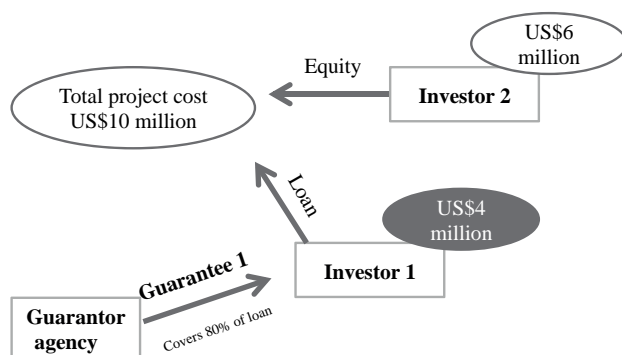 US$6
million
Equity
Investor 2
Total project cost
US$10 million
Loan
US$4
million
Investor 1
Guarantee 1
Covers 80% of loan
Guarantor
agency